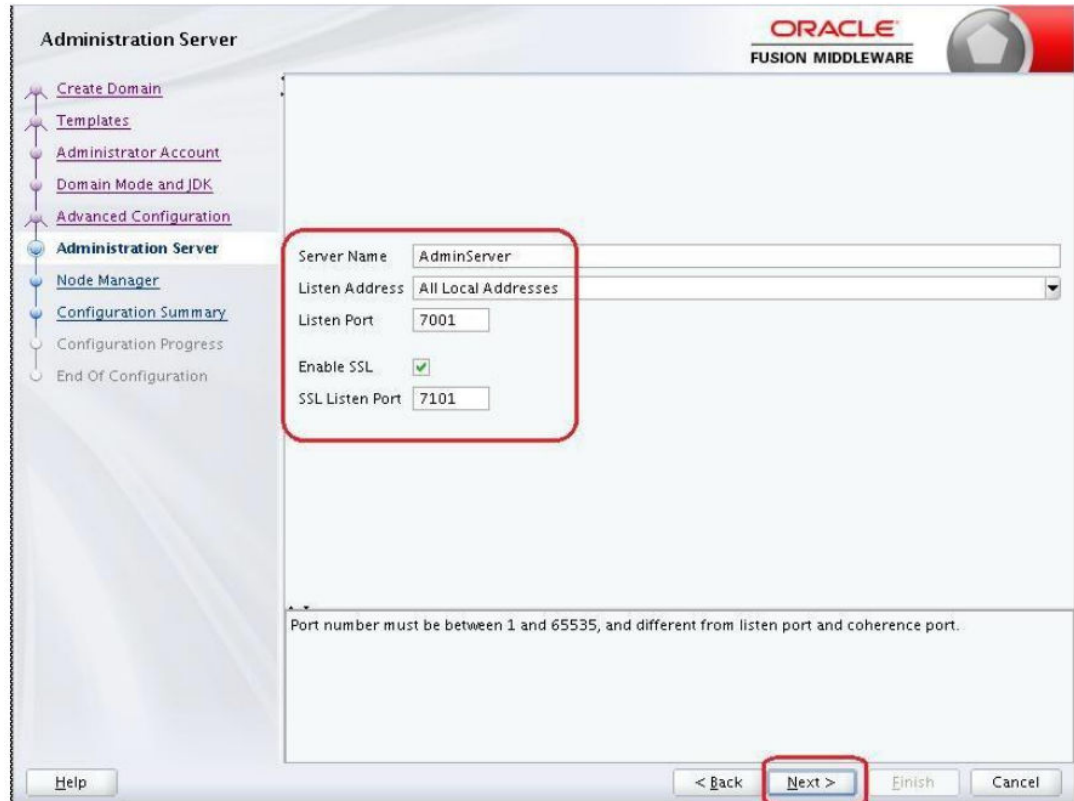 Administration Server
ORACLE
FUSION MIDDLEWARE
Create Domain
Templates
Administrator Account
Domain Mode and JDK
Advanced Configuration
Administration Server
Node Manager
Configuration Summary
Configuration Progress
End Of Configuration
Server Name AdminServer
Listen Address All Local Addresses
Listen Port 7001
Enable SSL
SSL Listen Port 7101
Port number must be between 1 and 65535, and different from listen port and coherence port.
Help < Back Next > Finish Cancel